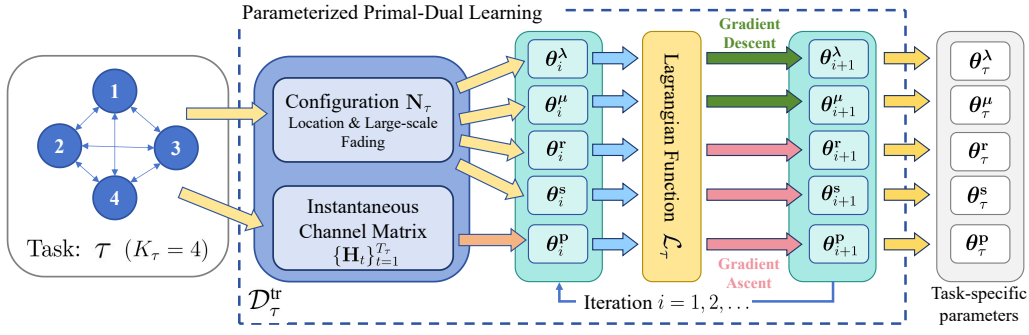 Parameterized Primal-Dual Learning
1
2
3
4
Task: τ (K_τ = 4)
Configuration N_τ
Location & Large-scale
Fading
Instantaneous
Channel Matrix
{H_t}_{t=1}^{T_τ}
D_τ^tr
θ_i^λ
θ_i^μ
θ_i^r
θ_i^s
θ_i^p
Lagrangian Function L_τ
Gradient
Descent
Gradient
Ascent
θ_{i+1}^λ
θ_{i+1}^μ
θ_{i+1}^r
θ_{i+1}^s
θ_{i+1}^p
Iteration i = 1, 2, . . .
θ_τ^λ
θ_τ^μ
θ_τ^r
θ_τ^s
θ_τ^p
Task-specific
parameters